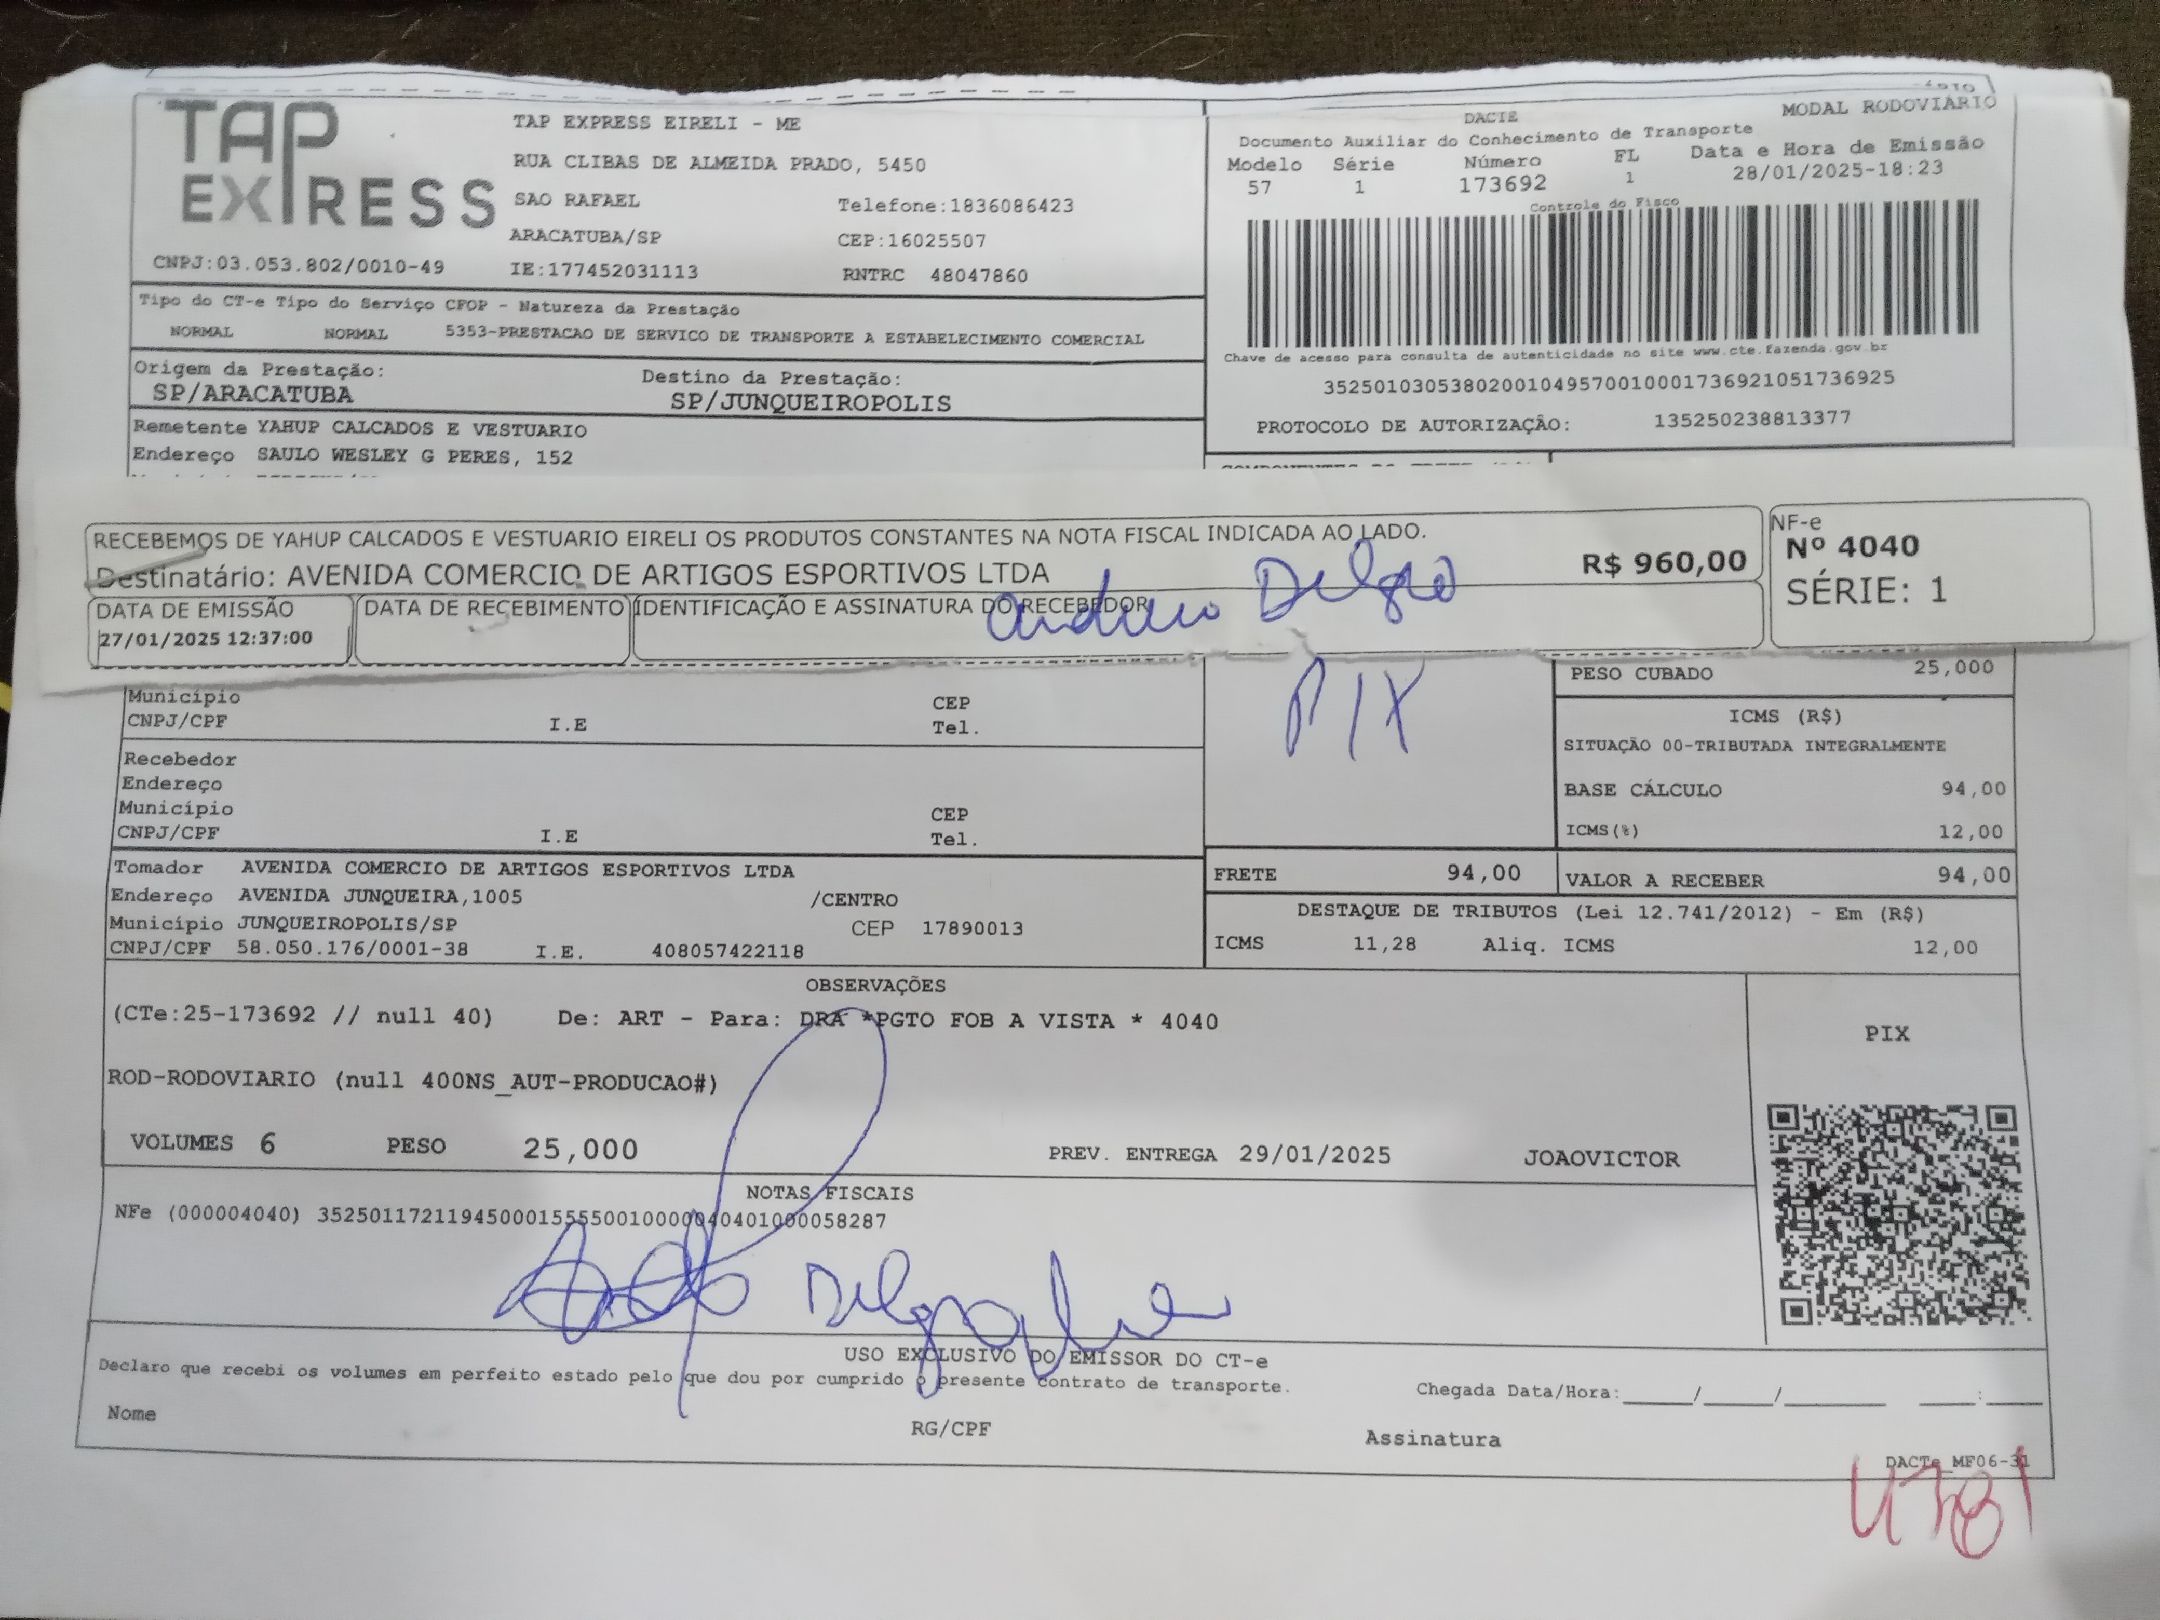 TAP EXPRESS
TAP EXPRESS EIRELI - ME
RUA CLIBAS DE ALMEIDA PRADO, 5450
SAO RAFAEL Telefone:1836086423
ARACATUBA/SP CEP:16025507
CNPJ:03.053.802/0010-49 IE:177452031113 RNTRC 48047860
DACTE MODAL RODOVIÁRIO
Documento Auxiliar do Conhecimento de Transporte
Modelo Série Número FL Data e Hora de Emissão
57 1 173692 1 28/01/2025-18:23
Controle do Fisco
Chave de acesso para consulta de autenticidade no site www.cte.fazenda.gov.br
35250103053802001049570010001736921051736925
PROTOCOLO DE AUTORIZAÇÃO: 135250238813377
Tipo do CT-e Tipo do Serviço CFOP - Natureza da Prestação
NORMAL NORMAL 5353-PRESTACAO DE SERVICO DE TRANSPORTE A ESTABELECIMENTO COMERCIAL
Origem da Prestação: Destino da Prestação:
SP/ARACATUBA SP/JUNQUEIROPOLIS
Remetente YAHUP CALCADOS E VESTUARIO
Endereço SAULO WESLEY G PERES, 152
RECEBEMOS DE YAHUP CALCADOS E VESTUARIO EIRELI OS PRODUTOS CONSTANTES NA NOTA FISCAL INDICADA AO LADO.
Destinatário: AVENIDA COMERCIO DE ARTIGOS ESPORTIVOS LTDA R$ 960,00
NF-e
Nº 4040
SÉRIE: 1
DATA DE EMISSÃO DATA DE RECEBIMENTO IDENTIFICAÇÃO E ASSINATURA DO RECEBEDOR
27/01/2025 12:37:00
PIX
PESO CUBADO 25,000
Município CEP
CNPJ/CPF I.E Tel.
ICMS (R$)
SITUAÇÃO 00-TRIBUTADA INTEGRALMENTE
BASE CÁLCULO 94,00
ICMS(%) 12,00
Recebedor
Endereço
Município CEP
CNPJ/CPF I.E Tel.
Tomador AVENIDA COMERCIO DE ARTIGOS ESPORTIVOS LTDA
Endereço AVENIDA JUNQUEIRA,1005 /CENTRO
Município JUNQUEIROPOLIS/SP CEP 17890013
CNPJ/CPF 58.050.176/0001-38 I.E. 408057422118
FRETE 94,00 VALOR A RECEBER 94,00
DESTAQUE DE TRIBUTOS (Lei 12.741/2012) - Em (R$)
ICMS 11,28 Aliq. ICMS 12,00
OBSERVAÇÕES
(CTe:25-173692 // null 40) De: ART - Para: DRA *PGTO FOB A VISTA * 4040
ROD-RODOVIARIO (null 400NS_AUT-PRODUCAO#)
PIX
VOLUMES 6 PESO 25,000 PREV. ENTREGA 29/01/2025 JOAOVICTOR
NOTAS FISCAIS
NFe (000004040) 35250117211945000155550010000040401000058287
USO EXCLUSIVO DO EMISSOR DO CT-e
Declaro que recebi os volumes em perfeito estado pelo que dou por cumprido o presente contrato de transporte.
Chegada Data/Hora:____/____/______ ____:____
Nome RG/CPF Assinatura
DACTe_MF06-31